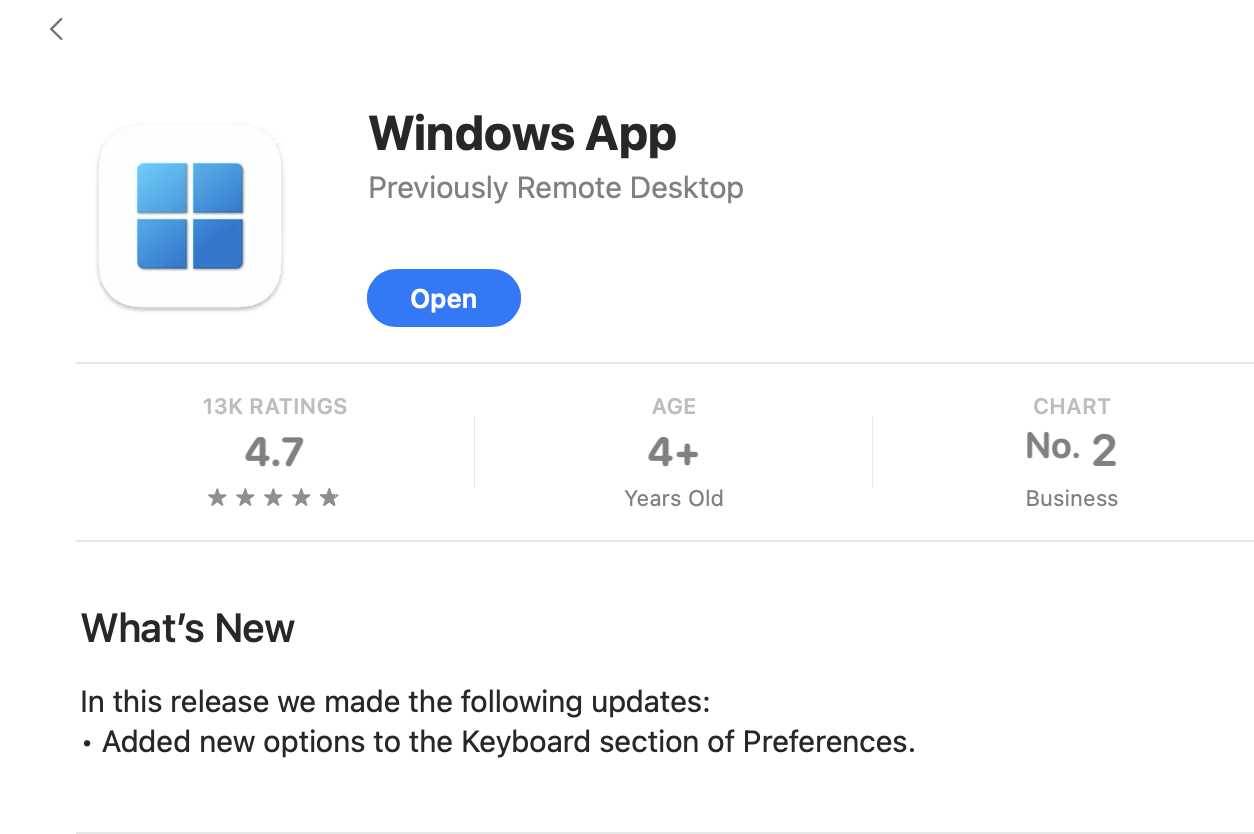 Windows App
Previously Remote Desktop
Open
13K RATINGS
4.7
AGE
4+
Years Old
CHART
No. 2
Business
What’s New
In this release we made the following updates:
• Added new options to the Keyboard section of Preferences.